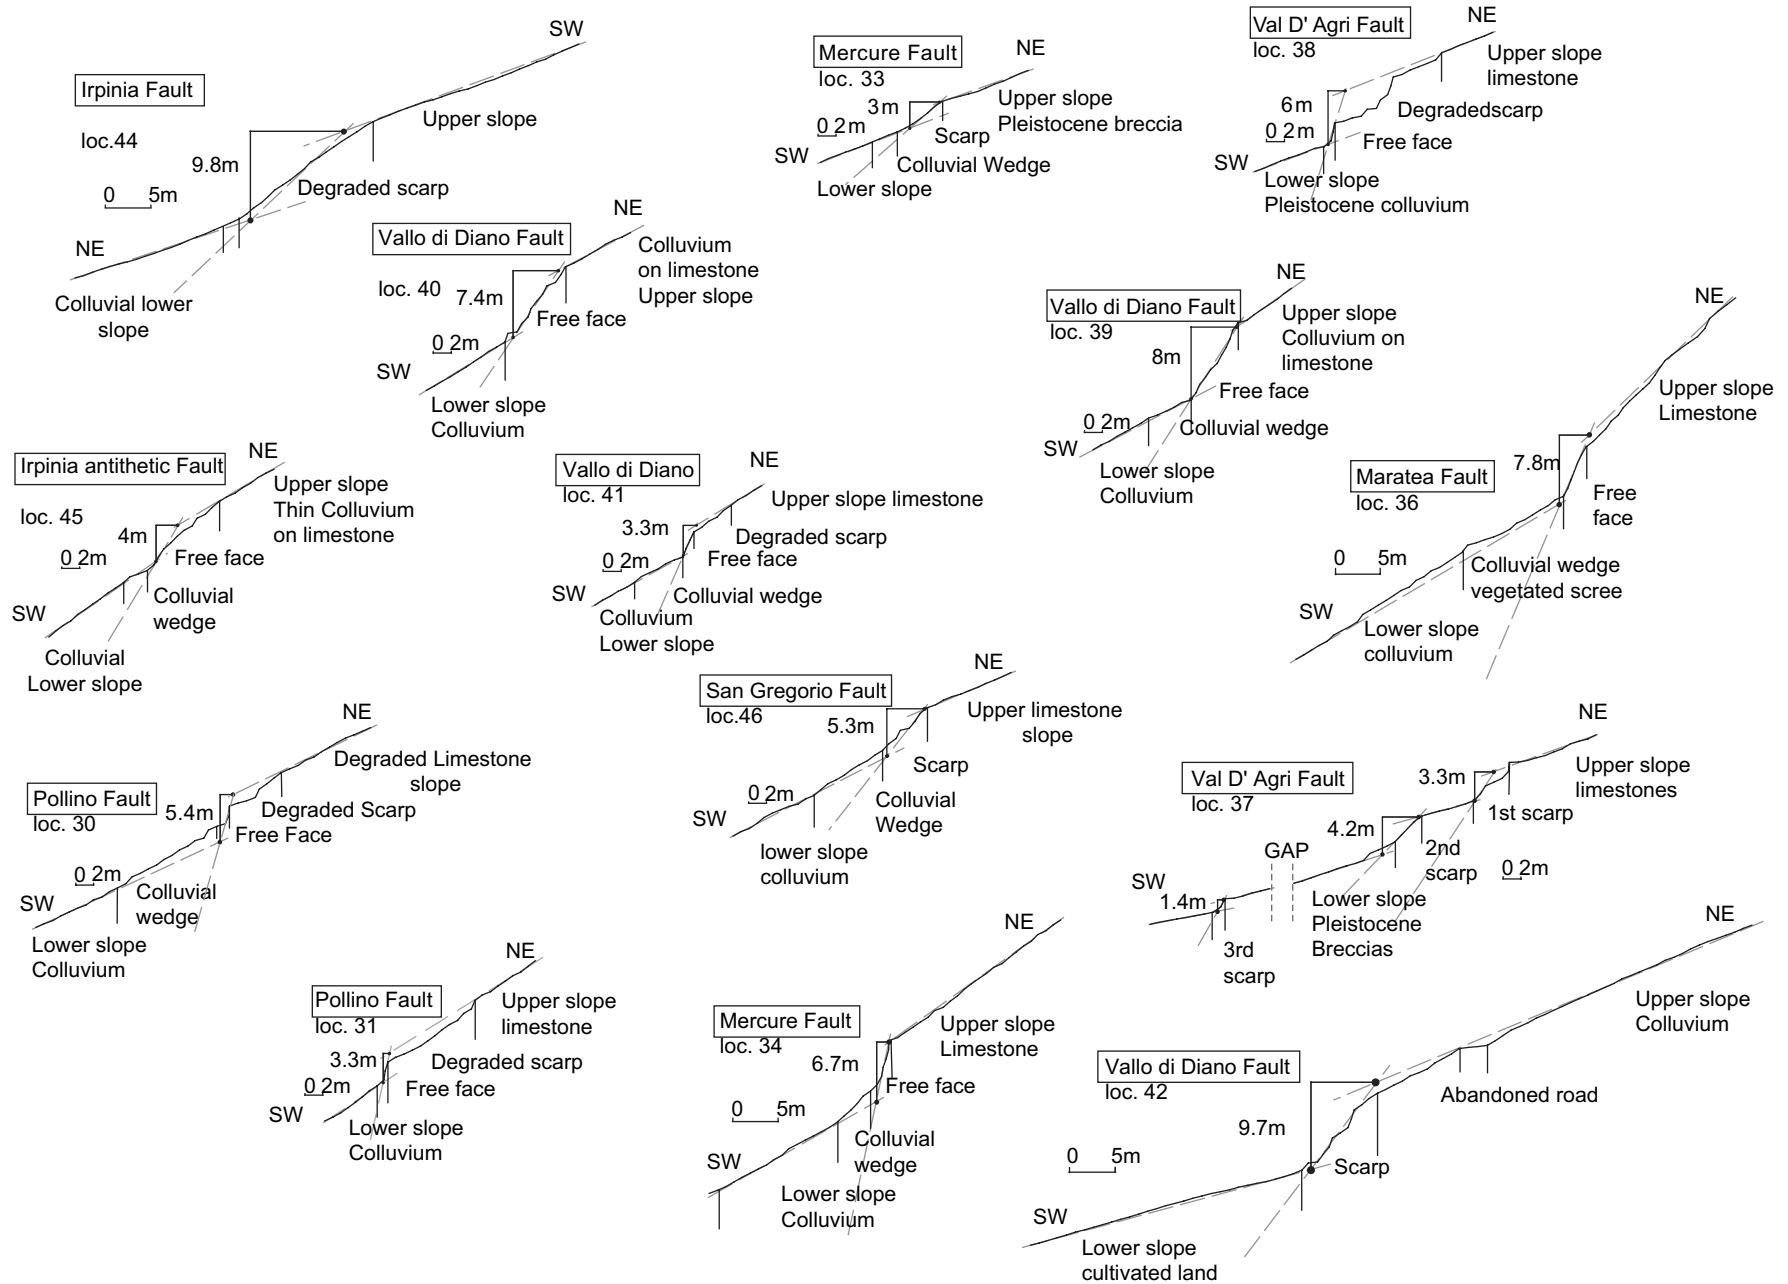 Irpinia Fault
loc.44
SW
Upper slope
9.8m
0 5m
Degraded scarp
NE
Colluvial lower
slope
Mercure Fault
loc. 33
NE
3m
0 2m
Upper slope
Pleistocene breccia
Scarp
SW
Colluvial Wedge
Lower slope
Val D' Agri Fault
loc. 38
NE
Upper slope
limestone
6m
Degradedscarp
0 2m
Free face
SW
Lower slope
Pleistocene colluvium
Vallo di Diano Fault
loc. 40
NE
Colluvium
on limestone
Upper slope
7.4m
Free face
0 2m
SW
Lower slope
Colluvium
Vallo di Diano Fault
loc. 39
NE
Upper slope
Colluvium on
limestone
8m
Free face
0 2m
Colluvial wedge
SW
Lower slope
Colluvium
Maratea Fault
loc. 36
NE
Upper slope
Limestone
7.8m
Free
face
0 5m
Colluvial wedge
vegetated scree
SW
Lower slope
colluvium
Irpinia antithetic Fault
loc. 45
NE
Upper slope
Thin Colluvium
on limestone
4m
0 2m
Free face
Colluvial
wedge
SW
Colluvial
Lower slope
Vallo di Diano
loc. 41
NE
Upper slope limestone
3.3m
Degraded scarp
0 2m
Free face
SW
Colluvial wedge
Colluvium
Lower slope
San Gregorio Fault
loc.46
NE
Upper limestone
slope
5.3m
Scarp
0 2m
Colluvial
Wedge
SW
lower slope
colluvium
Pollino Fault
loc. 30
NE
Degraded Limestone
slope
5.4m
Degraded Scarp
Free Face
0 2m
Colluvial
wedge
SW
Lower slope
Colluvium
Val D' Agri Fault
loc. 37
NE
Upper slope
limestones
3.3m
1st scarp
4.2m
2nd
scarp
0 2m
GAP
SW
1.4m
Lower slope
Pleistocene
Breccias
3rd
scarp
Pollino Fault
loc. 31
NE
Upper slope
limestone
3.3m
Degraded scarp
0 2m
Free face
SW
Lower slope
Colluvium
Mercure Fault
loc. 34
NE
Upper slope
Limestone
6.7m
Free face
0 5m
Colluvial
wedge
SW
Lower slope
Colluvium
Vallo di Diano Fault
loc. 42
NE
Upper slope
Colluvium
Abandoned road
9.7m
0 5m
Scarp
SW
Lower slope
cultivated land